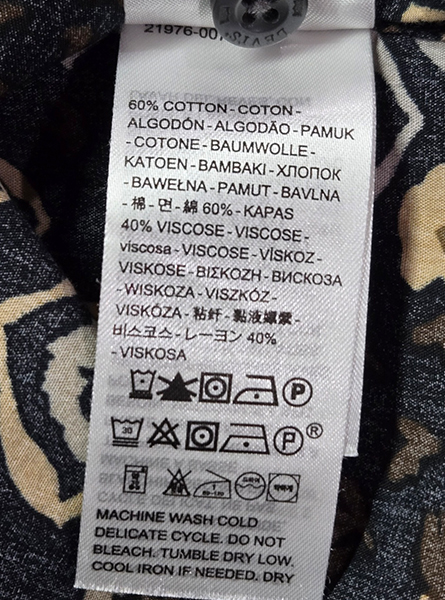 21976-00
60% COTTON - COTON -
ALGODÓN - ALGODÃO - PAMUK
- COTONE - BAUMWOLLE -
KATOEN - BAMBAKI - ХЛОПОК
- BAWEŁNA - PAMUT - BAVLNA
- 棉 - 면 - 綿 60% - KAPAS
40% VISCOSE - VISCOSE -
viscosa - VISCOSE - VİSKOZ -
VISKOSE - ΒΙΣΚΟΖΗ - ВИСКОЗА
- WISKOZA - VISZKÓZ -
VISKÓZA - 粘纤 - 黏液嫘縈 -
비스코스 - レーヨン 40%
- VISKOSA
P
30
P®
MACHINE WASH COLD
DELICATE CYCLE. DO NOT
BLEACH. TUMBLE DRY LOW.
COOL IRON IF NEEDED. DRY